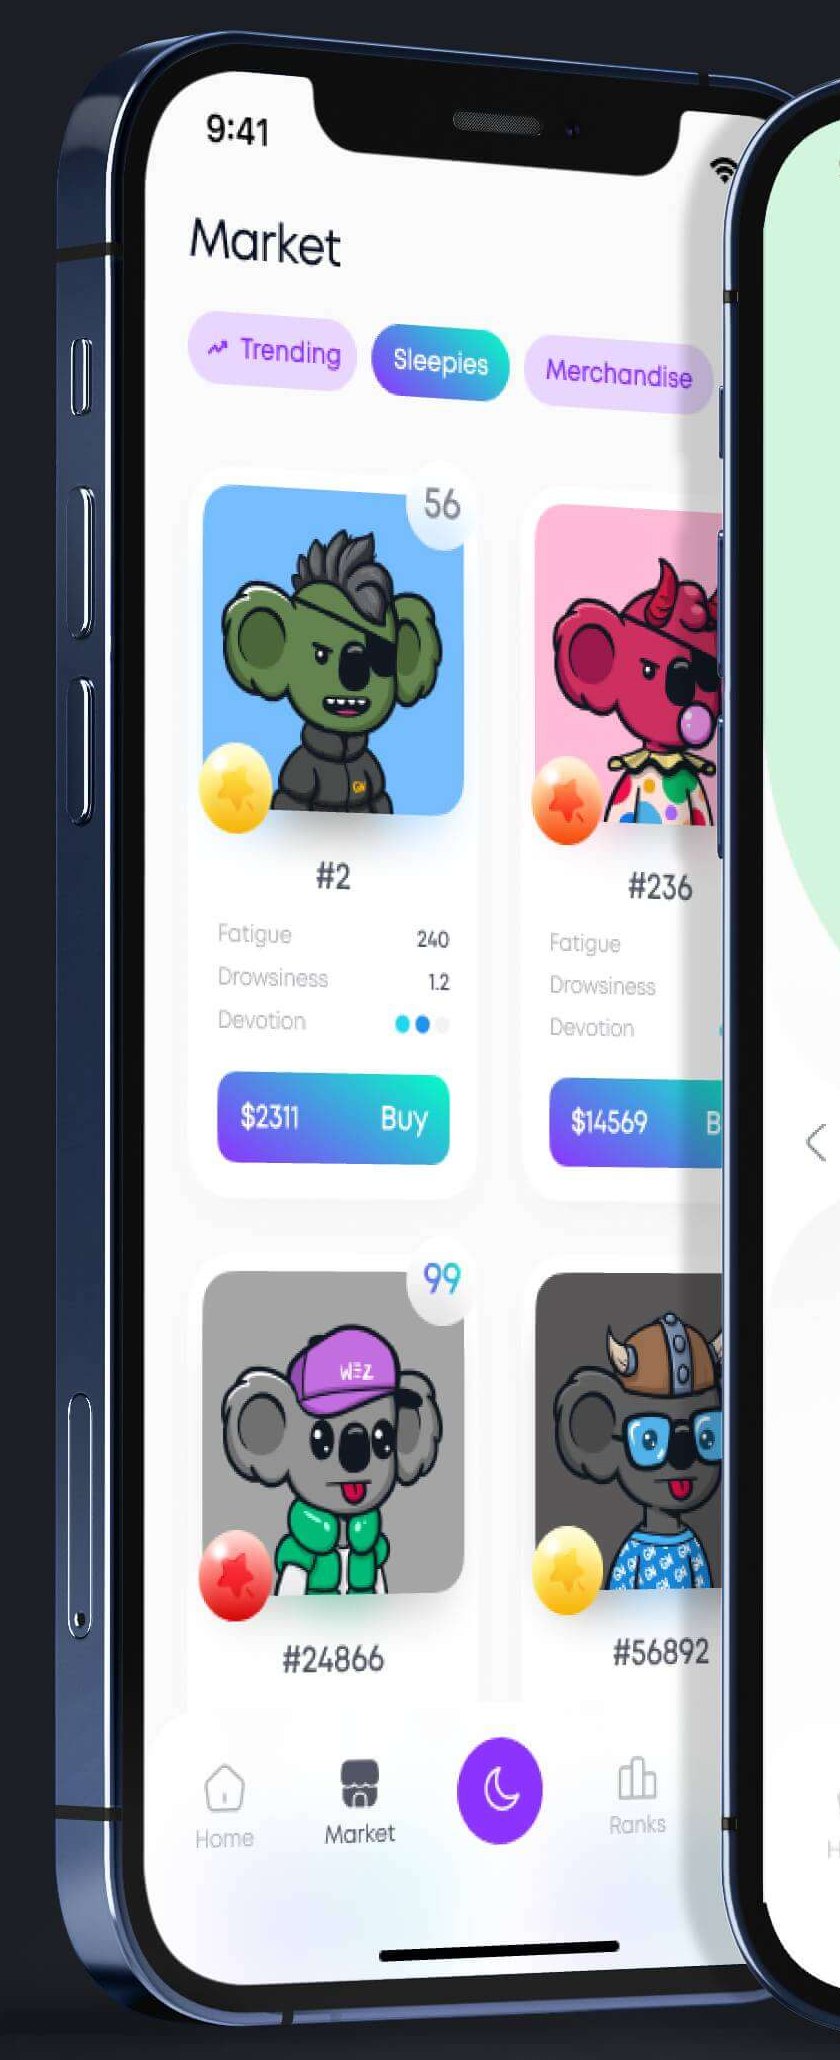 9:41
Market
Trending
Sleepies
Merchandise
56
GN
#2
Fatigue 240
Drowsiness 1.2
Devotion
$2311 Buy
#236
Fatigue
Drowsiness
Devotion
$14569 B
99
WEZ
#24866
#56892
Home
Market
Ranks
H